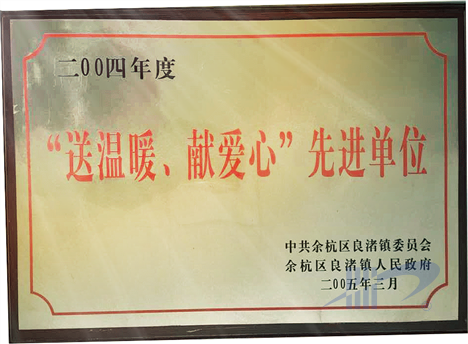 二00四年度
“送温暖、献爱心”先进单位
中共余杭区良渚镇委员会
余杭区良渚镇人民政府
二00五年三月